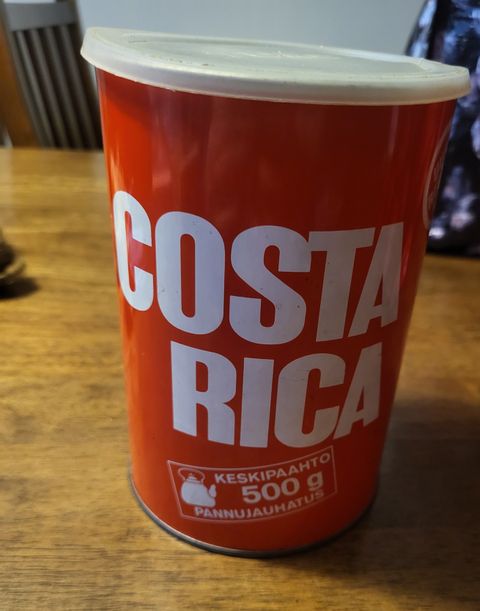 COSTA
RICA
KESKIPAAHTO
500 g
PANNUJAUHATUS